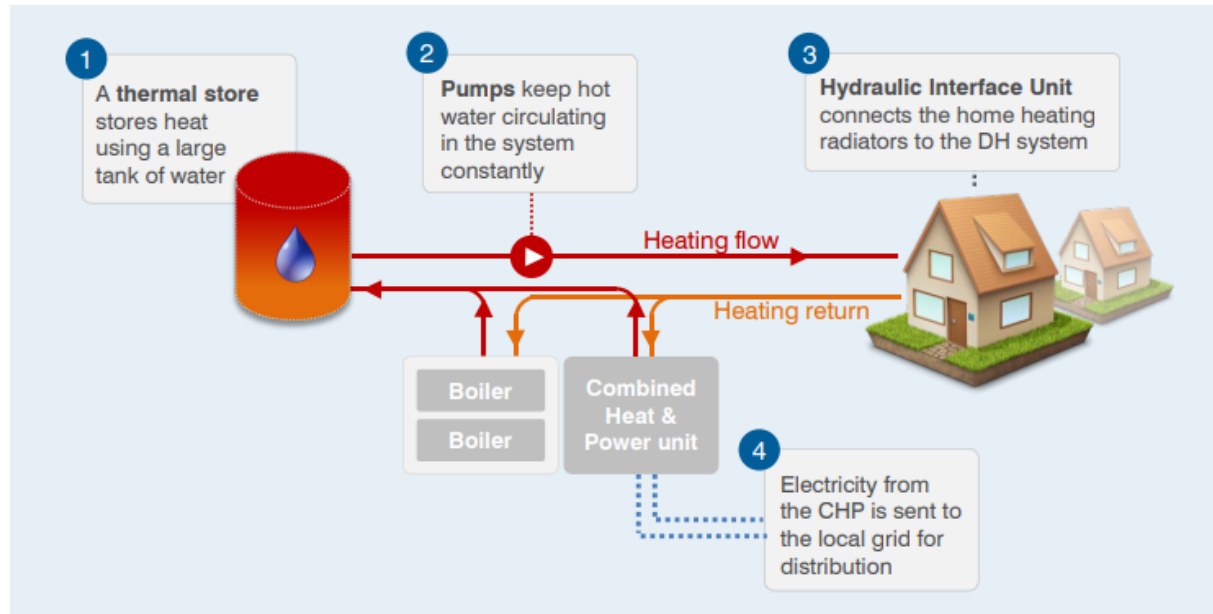 1
A thermal store
stores heat
using a large
tank of water
2
Pumps keep hot
water circulating
in the system
constantly
3
Hydraulic Interface Unit
connects the home heating
radiators to the DH system
Heating flow
Heating return
Boiler
Boiler
Combined
Heat &
Power unit
4
Electricity from
the CHP is sent to
the local grid for
distribution